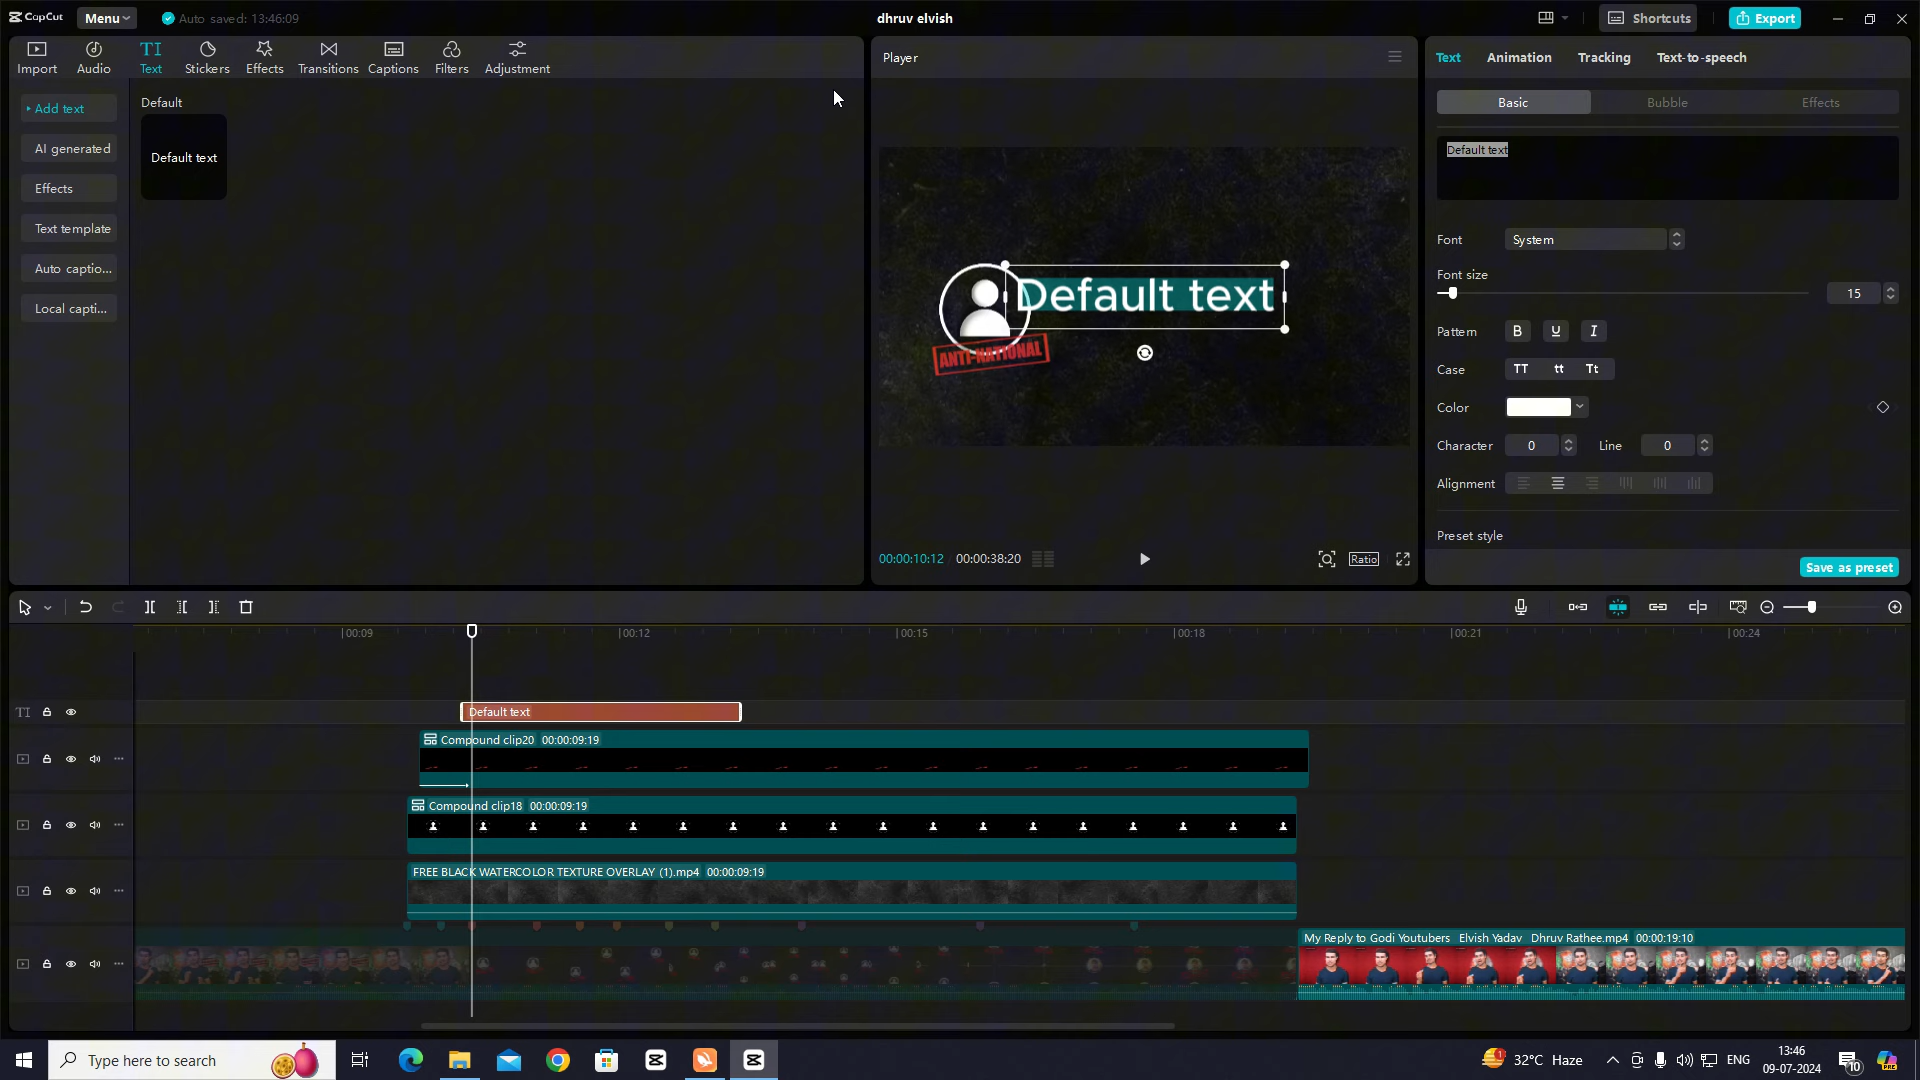 CapCut
Menu
Auto saved: 13:46:09
dhruv elvish
Shortcuts
Export
Import
Audio
TI
Text
Stickers
Effects
Transitions
Captions
Filters
Adjustment
Add text
AI generated
Effects
Text template
Auto captio...
Local capti...
Default
Default text
Player
Default text
ANTI-NATIONAL
00:00:10:12
00:00:38:20
Ratio
Text
Animation
Tracking
Text-to-speech
Basic
Bubble
Effects
Default text
Font
System
Font size
15
Pattern
B
U
I
Case
TT
tt
Tt
Color
Character
0
Line
0
Alignment
Preset style
Save as preset
00:09
00:12
00:15
00:18
00:21
00:24
TI
Default text
Compound clip20 00:00:09:19
Compound clip18 00:00:09:19
FREE BLACK WATERCOLOR TEXTURE OVERLAY (1).mp4 00:00:09:19
My Reply to Godi Youtubers Elvish Yadav Dhruv Rathee.mp4 00:00:19:10
Type here to search
1
32°C Haze
ENG
13:46
09-07-2024
10
PRE